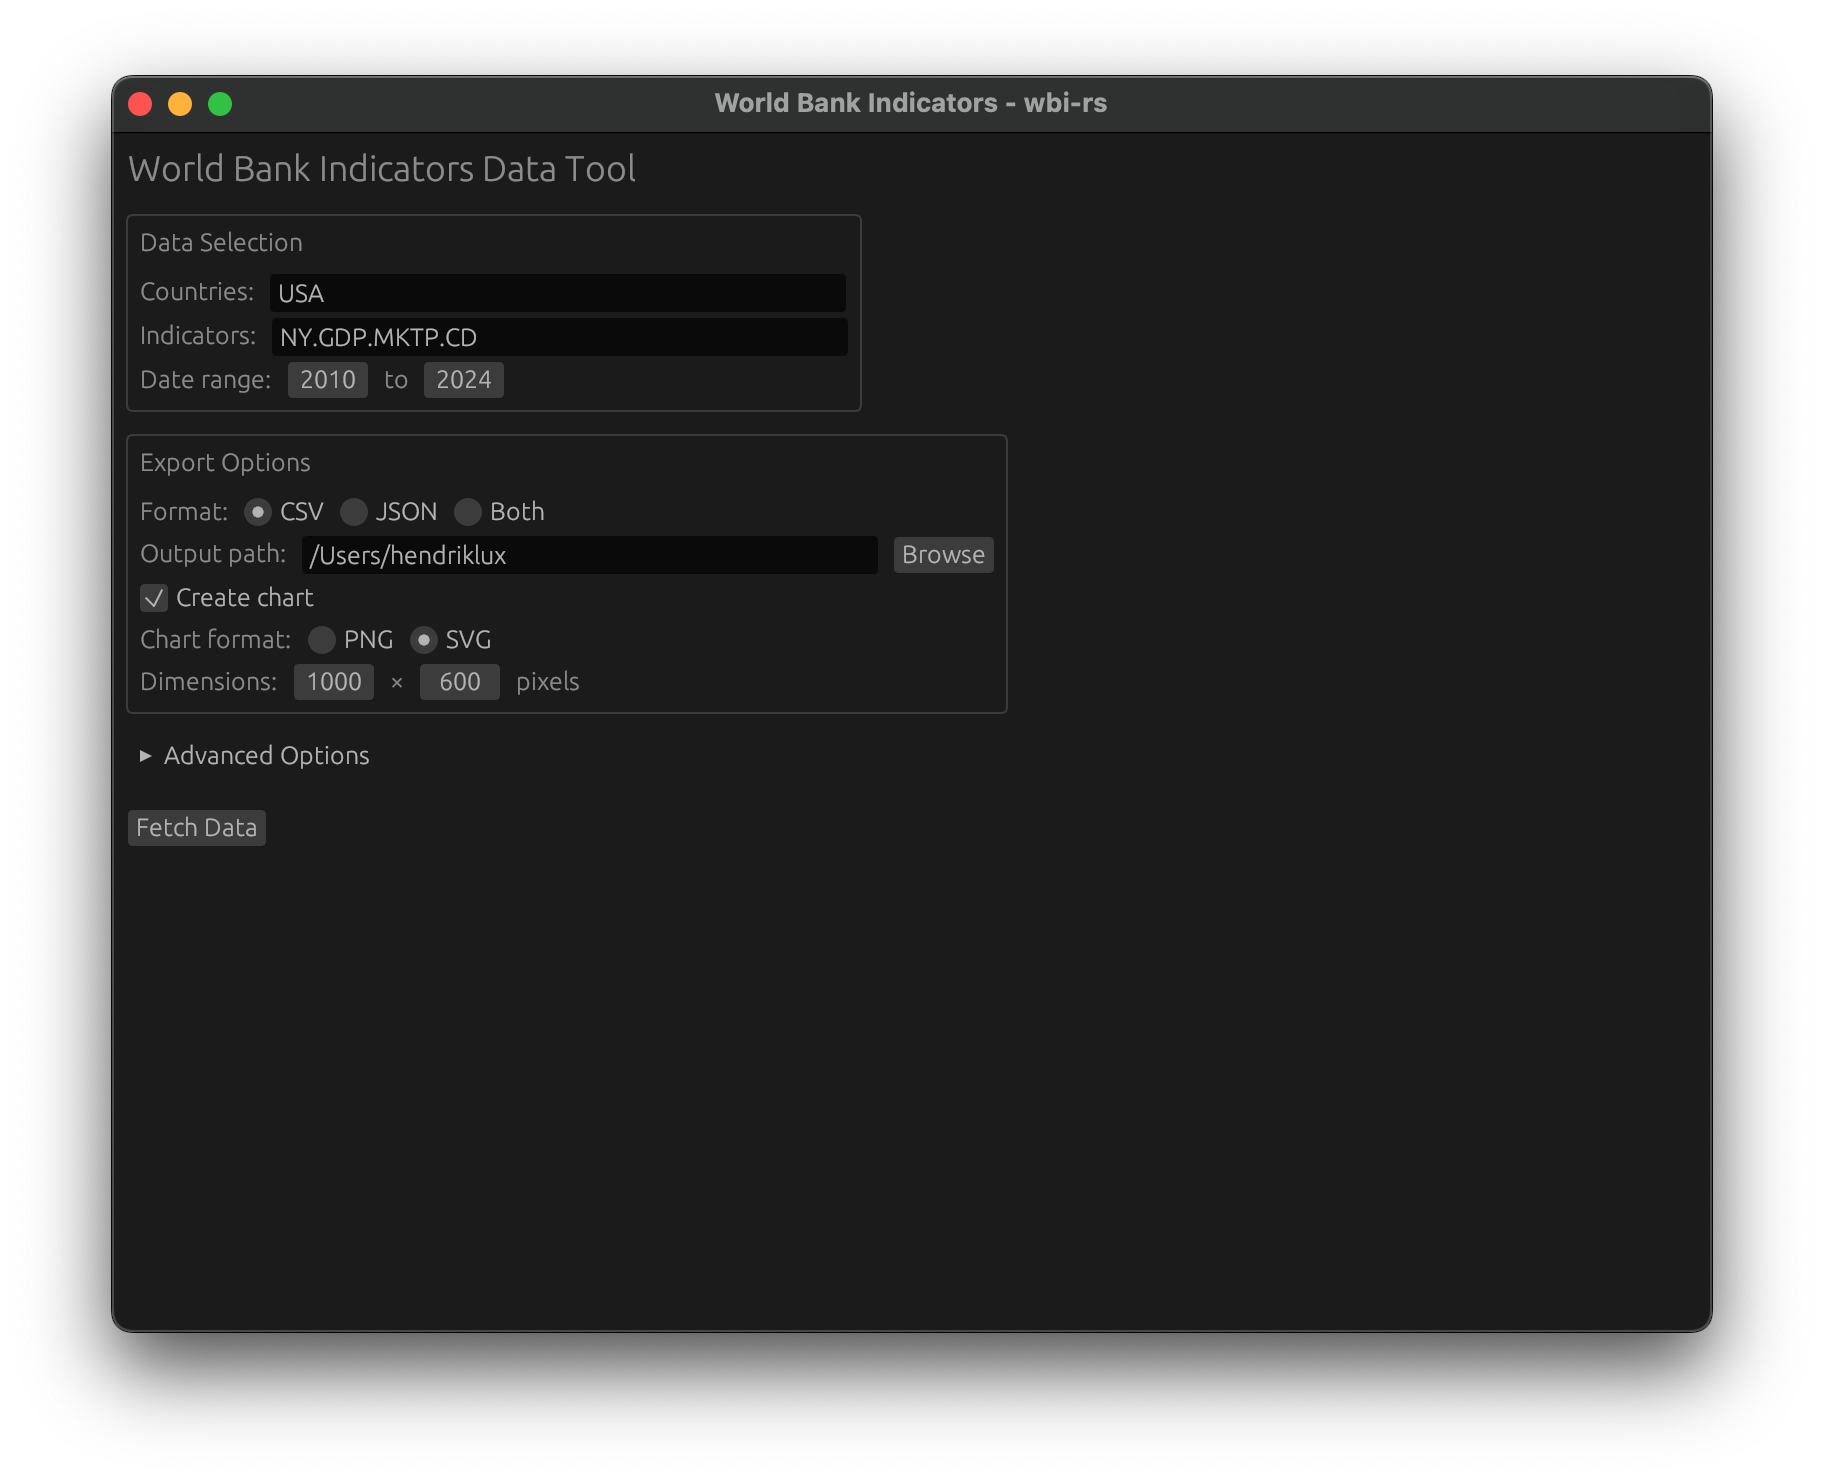 World Bank Indicators - wbi-rs
World Bank Indicators Data Tool
Data Selection
Countries: USA
Indicators: NY.GDP.MKTP.CD
Date range: 2010 to 2024
Export Options
Format: CSV JSON Both
Output path: /Users/hendriklux Browse
Create chart
Chart format: PNG SVG
Dimensions: 1000 × 600 pixels
Advanced Options
Fetch Data